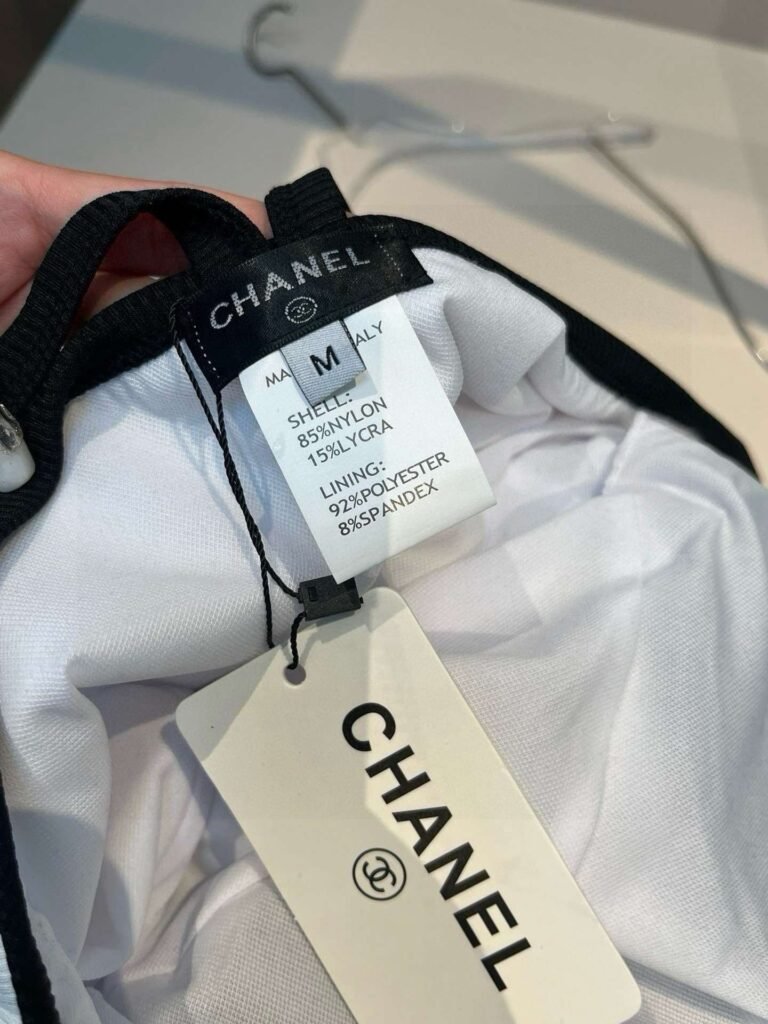 CHANEL
M
MA ALY
SHELL:
85%NYLON
15%LYCRA
LINING:
92%POLYESTER
8%SPANDEX
CHANEL